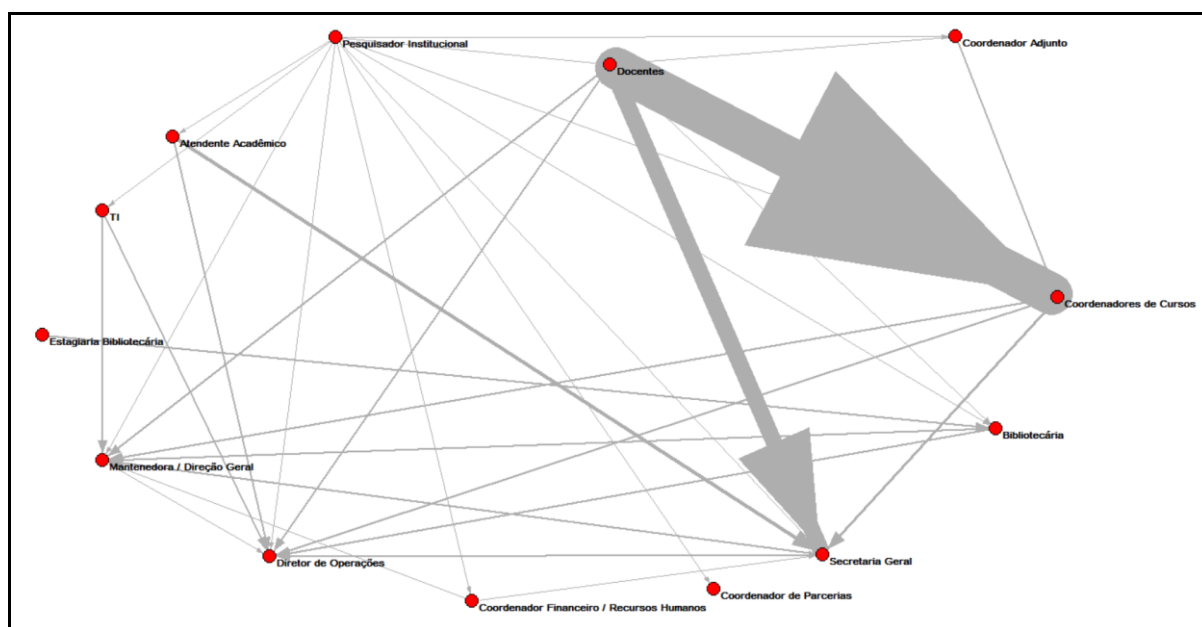 Pesquisador Institucional
Coordenador Adjunto
Docentes
Atendente Acadêmico
TI
Coordenadores de Cursos
Estagiaria Bibliotecária
Bibliotecária
Mantenedora / Direção Geral
Diretor de Operações
Secretaria Geral
Coordenador de Parcerias
Coordenador Financeiro / Recursos Humanos